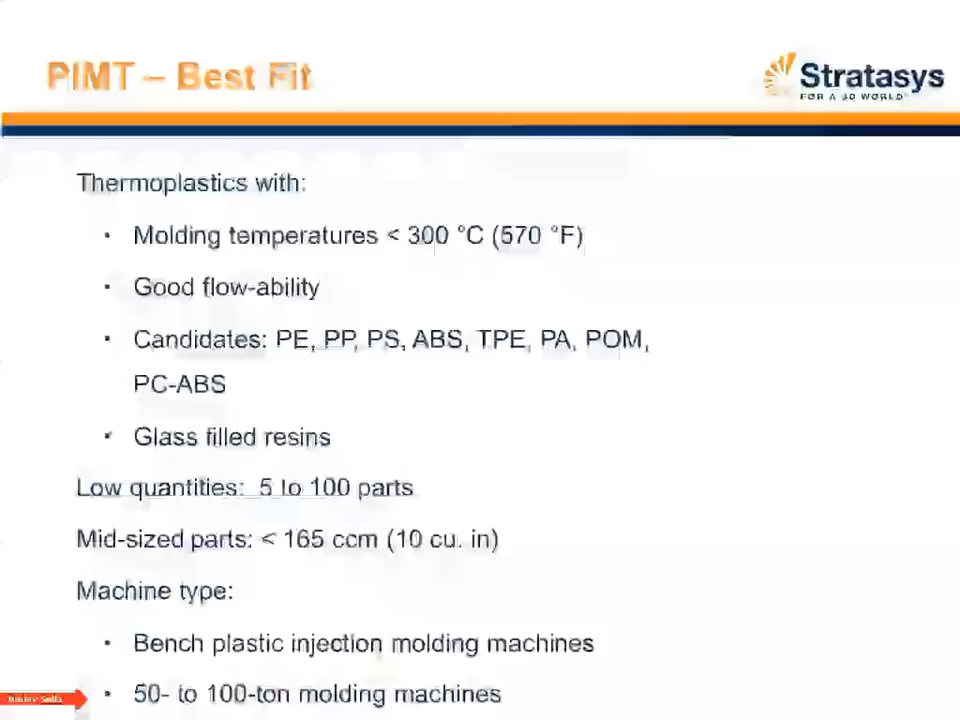 PIMT – Best Fit
Stratasys
FOR A 3D WORLD
Thermoplastics with:
· Molding temperatures < 300 °C (570 °F)
· Good flow-ability
· Candidates: PE, PP, PS, ABS, TPE, PA, POM,
PC-ABS
· Glass filled resins
Low quantities: 5 to 100 parts
Mid-sized parts: < 165 ccm (10 cu. in)
Machine type:
· Bench plastic injection molding machines
· 50- to 100-ton molding machines